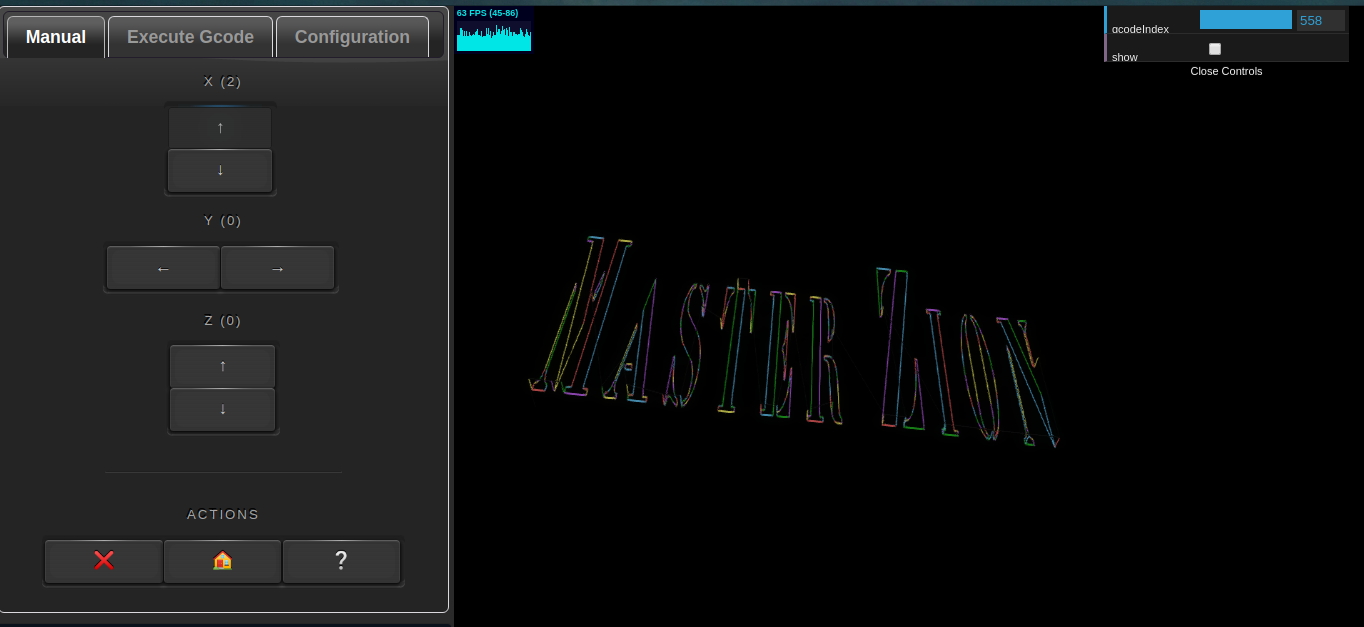 Manual Execute Gcode Configuration
X (2)
↑
↓
Y (0)
← →
Z (0)
↑
↓
ACTIONS
?
63 FPS (45-86)
gcodeIndex 558
show
Close Controls
MASTER LION